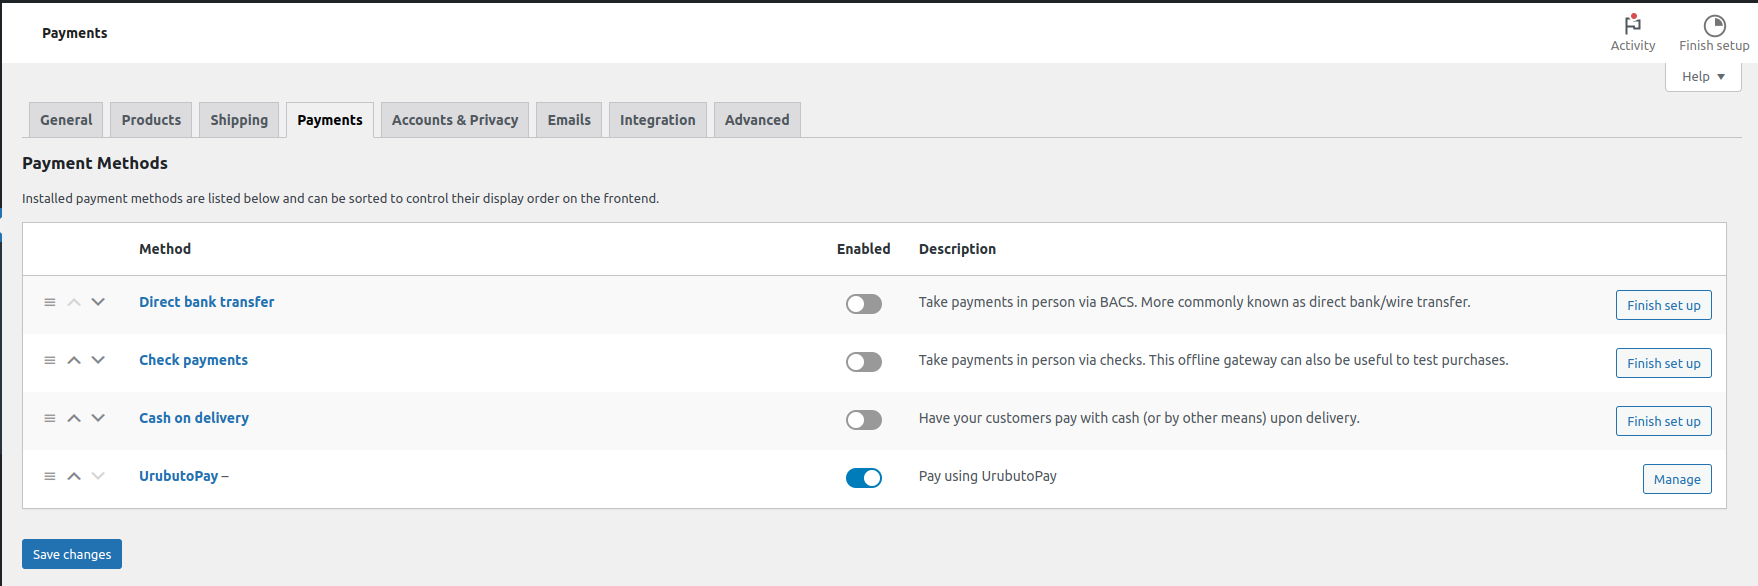 Payments
Activity
Finish setup
Help
General
Products
Shipping
Payments
Accounts & Privacy
Emails
Integration
Advanced
Payment Methods
Installed payment methods are listed below and can be sorted to control their display order on the frontend.
Method Enabled Description
Direct bank transfer Take payments in person via BACS. More commonly known as direct bank/wire transfer. Finish set up
Check payments Take payments in person via checks. This offline gateway can also be useful to test purchases. Finish set up
Cash on delivery Have your customers pay with cash (or by other means) upon delivery. Finish set up
UrubutoPay – Pay using UrubutoPay Manage
Save changes